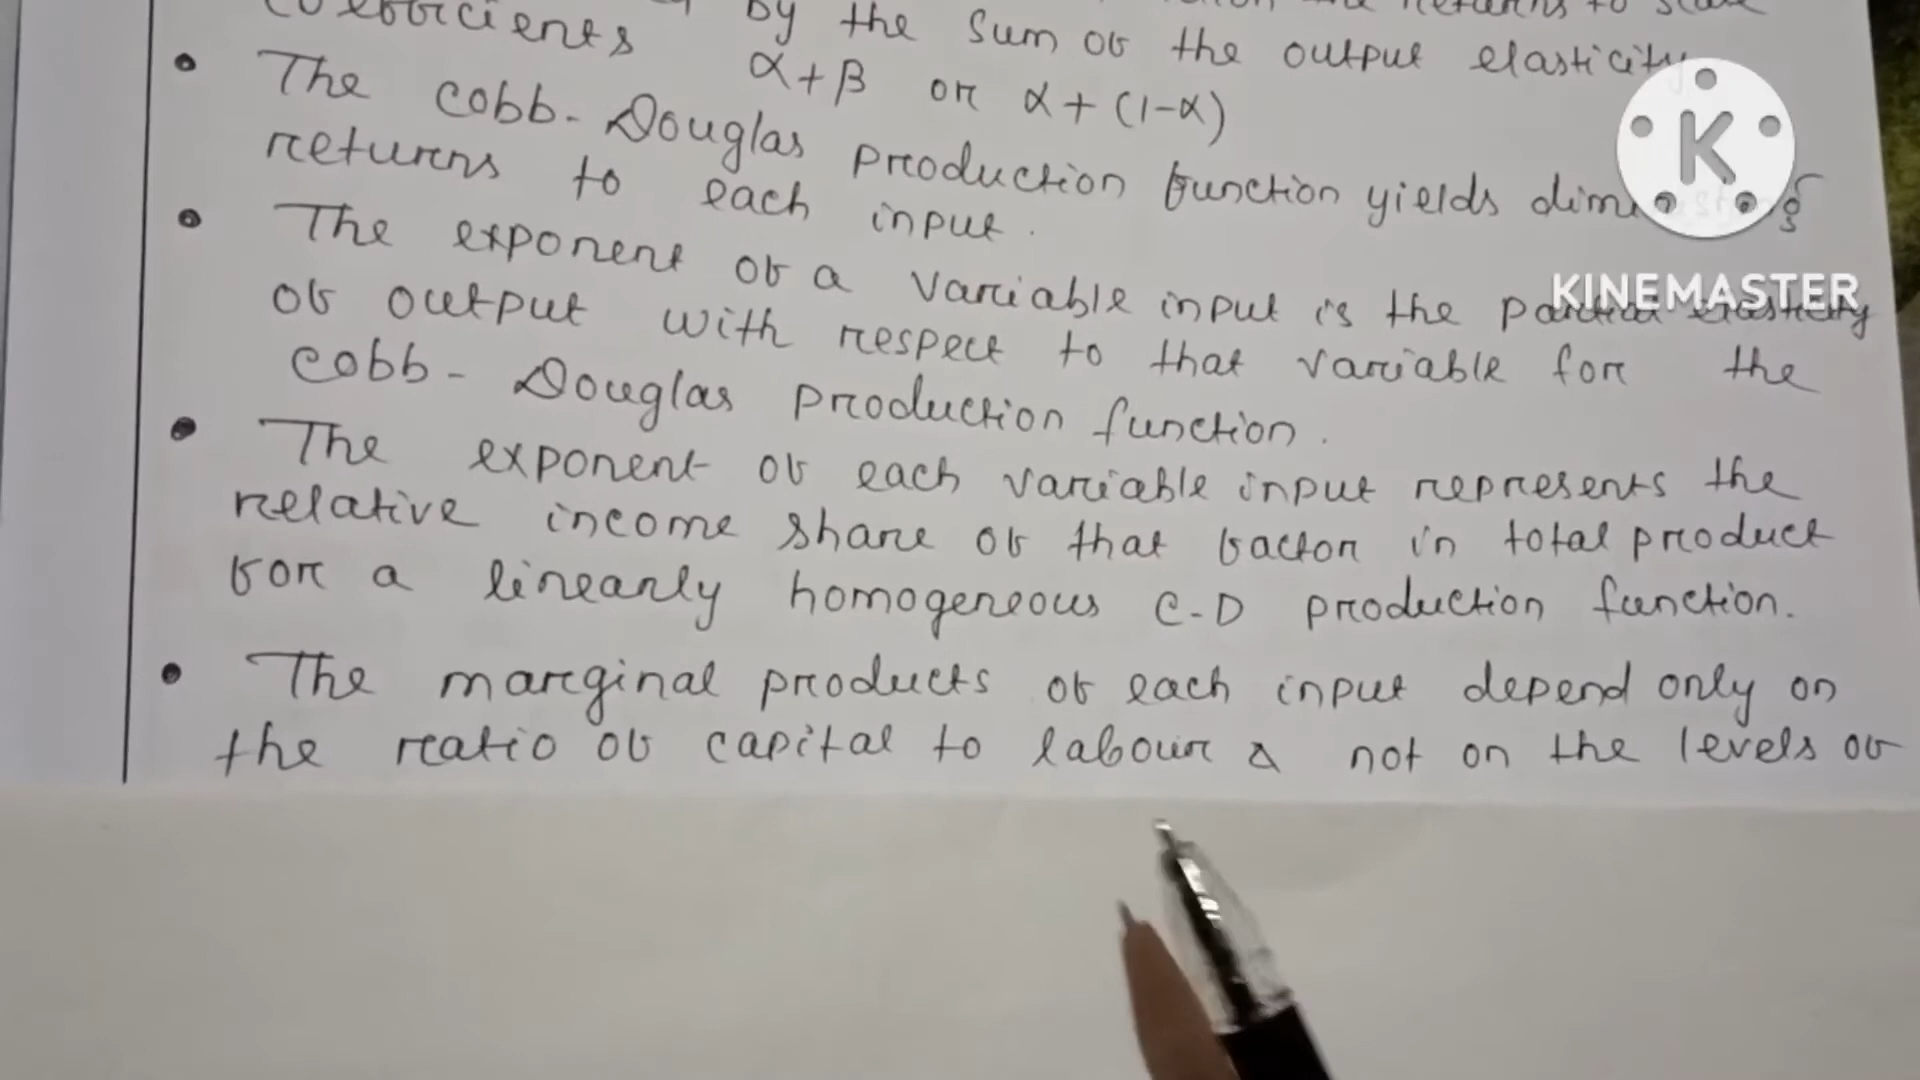 by the sum of the output elasticity
coefficients α+β or α+(1-α)
• The Cobb-Douglas production function yields
returns to each input.
• The exponent of a variable input is the partial elasticity
of output with respect to that variable for the
Cobb-Douglas production function.
• The exponent of each variable input represents the
relative income share of that factor in total product
for a linearly homogeneous C-D production function.
• The marginal products of each input depend only on
the ratio of capital to labour & not on the levels of
K
KINEMASTER